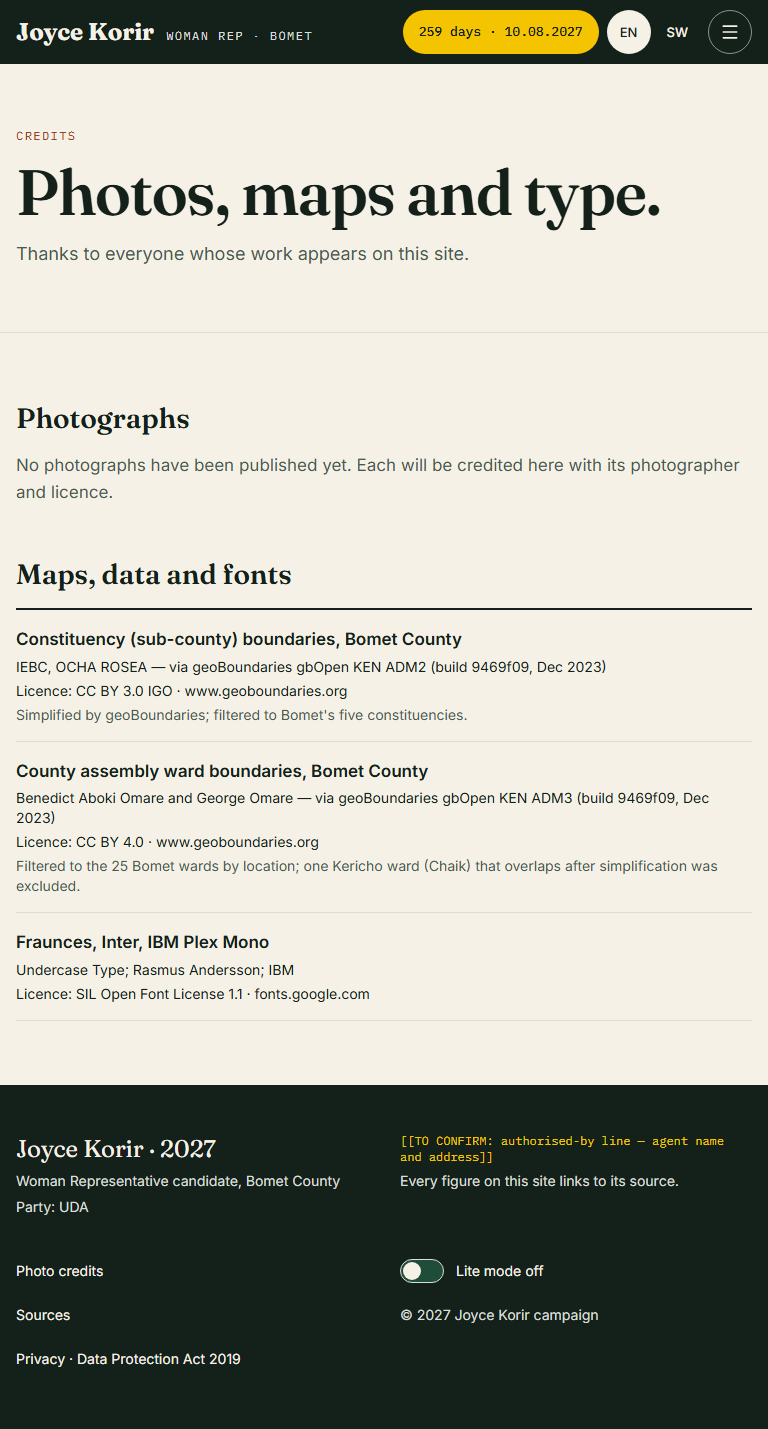 Joyce Korir WOMAN REP · BOMET
259 days · 10.08.2027
EN
SW
CREDITS
Photos, maps and type.
Thanks to everyone whose work appears on this site.
Photographs
No photographs have been published yet. Each will be credited here with its photographer
and licence.
Maps, data and fonts
Constituency (sub-county) boundaries, Bomet County
IEBC, OCHA ROSEA — via geoBoundaries gbOpen KEN ADM2 (build 9469f09, Dec 2023)
Licence: CC BY 3.0 IGO · www.geoboundaries.org
Simplified by geoBoundaries; filtered to Bomet's five constituencies.
County assembly ward boundaries, Bomet County
Benedict Aboki Omare and George Omare — via geoBoundaries gbOpen KEN ADM3 (build 9469f09, Dec
2023)
Licence: CC BY 4.0 · www.geoboundaries.org
Filtered to the 25 Bomet wards by location; one Kericho ward (Chaik) that overlaps after simplification was
excluded.
Fraunces, Inter, IBM Plex Mono
Undercase Type; Rasmus Andersson; IBM
Licence: SIL Open Font License 1.1 · fonts.google.com
Joyce Korir · 2027
Woman Representative candidate, Bomet County
Party: UDA
[[TO CONFIRM: authorised-by line — agent name
and address]]
Every figure on this site links to its source.
Photo credits
Sources
Privacy · Data Protection Act 2019
Lite mode off
© 2027 Joyce Korir campaign